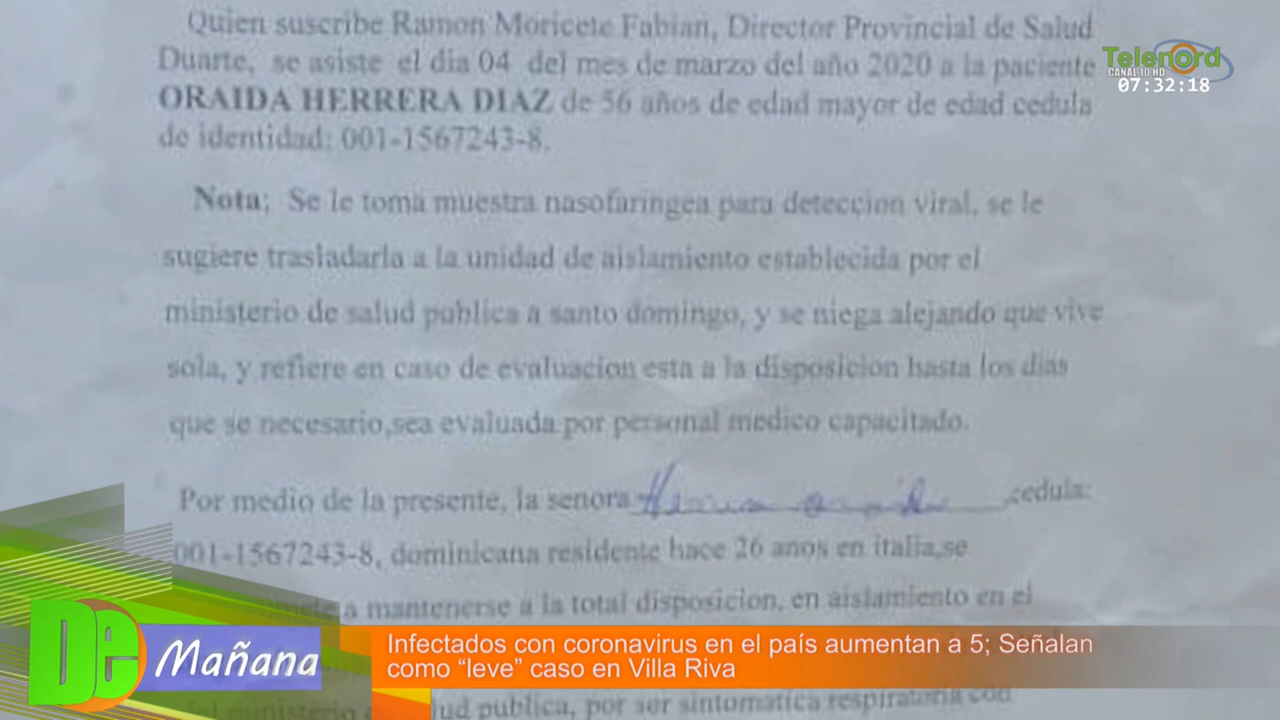 Quien suscribe Ramon Moricete Fabian, Director Provincial de Salud
Duarte, se asiste el dia 04 del mes de marzo del año 2020 a la paciente
ORAIDA HERRERA DIAZ de 56 años de edad mayor de edad cedula
de identidad: 001-1567243-8.
Telenord
CANAL 10 HD
07:32:18
Nota; Se le toma muestra nasofaringea para deteccion viral, se le
sugiere trasladarla a la unidad de aislamiento establecida por el
ministerio de salud publica a santo domingo, y se niega alejando que vive
sola, y refiere en caso de evaluacion esta a la disposicion hasta los dias
que se necesario,sea evaluada por personal medico capacitado.
Por medio de la presente, la senora Herrera Oraida ,cedula:
001-1567243-8, dominicana residente hace 26 anos en italia,se
a mantenerse a la total disposicion, en aislamiento en el
De Mañana
Infectados con coronavirus en el país aumentan a 5; Señalan
como “leve” caso en Villa Riva
ministerio publica, por ser sintomatica respiratoria con